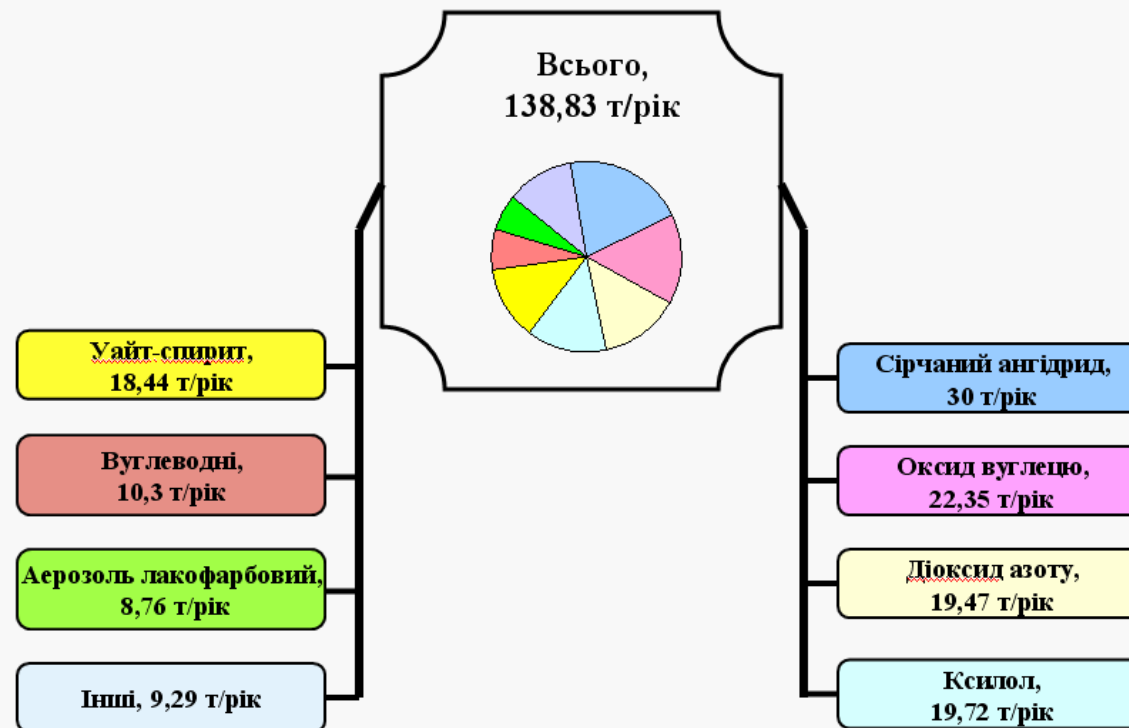 Всього,
138,83 т/рік
Уайт-спирит,
18,44 т/рік
Вуглеводні,
10,3 т/рік
Аерозоль лакофарбовий,
8,76 т/рік
Інші, 9,29 т/рік
Сірчаний ангідрид,
30 т/рік
Оксид вуглецю,
22,35 т/рік
Діоксид азоту,
19,47 т/рік
Ксилол,
19,72 т/рік